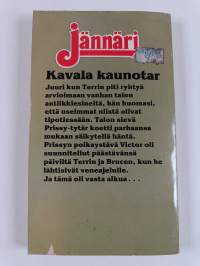 jännäri
Kavala kaunotar
Juuri kun Terrin piti ryhtyä
arvioimaan vanhan talon
antiikkiesineitä, hän huomasi,
että useimmat niistä olivat
tipotiessään. Talon sievä
Prissy-tytär koetti parhaansa
mukaan säikytellä häntä.
Prissyn poikaystävä Victor oli
suunnitellut päästävänsä
päiviltä Terrin ja Brucen, kun he
lähtisivät veneajelulle.
Ja tämä oli vasta alkua . . .